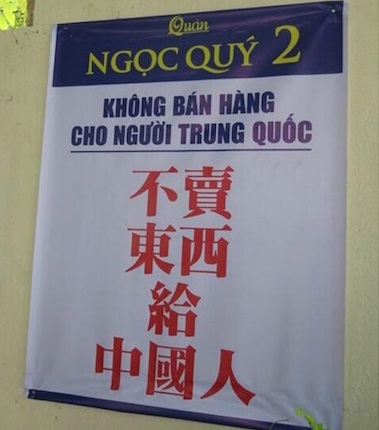 Quán
NGỌC QUÝ 2
KHÔNG BÁN HÀNG
CHO NGƯỜI TRUNG QUỐC
不賣
東西
給
中國人